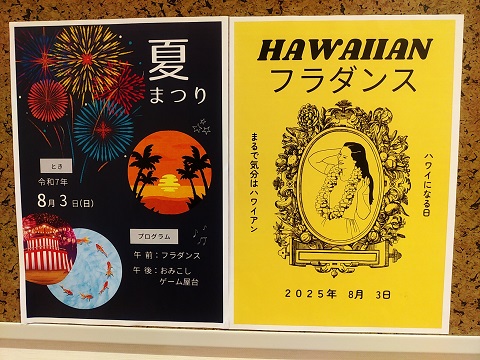 夏
まつり
とき
令和7年
8月3日(日)
プログラム
午前:フラダンス
午後:おみこし
ゲーム屋台
HAWAIIAN
フラダンス
ハワイになる日
まるで気分はハワイアン
2025年 8月 3日